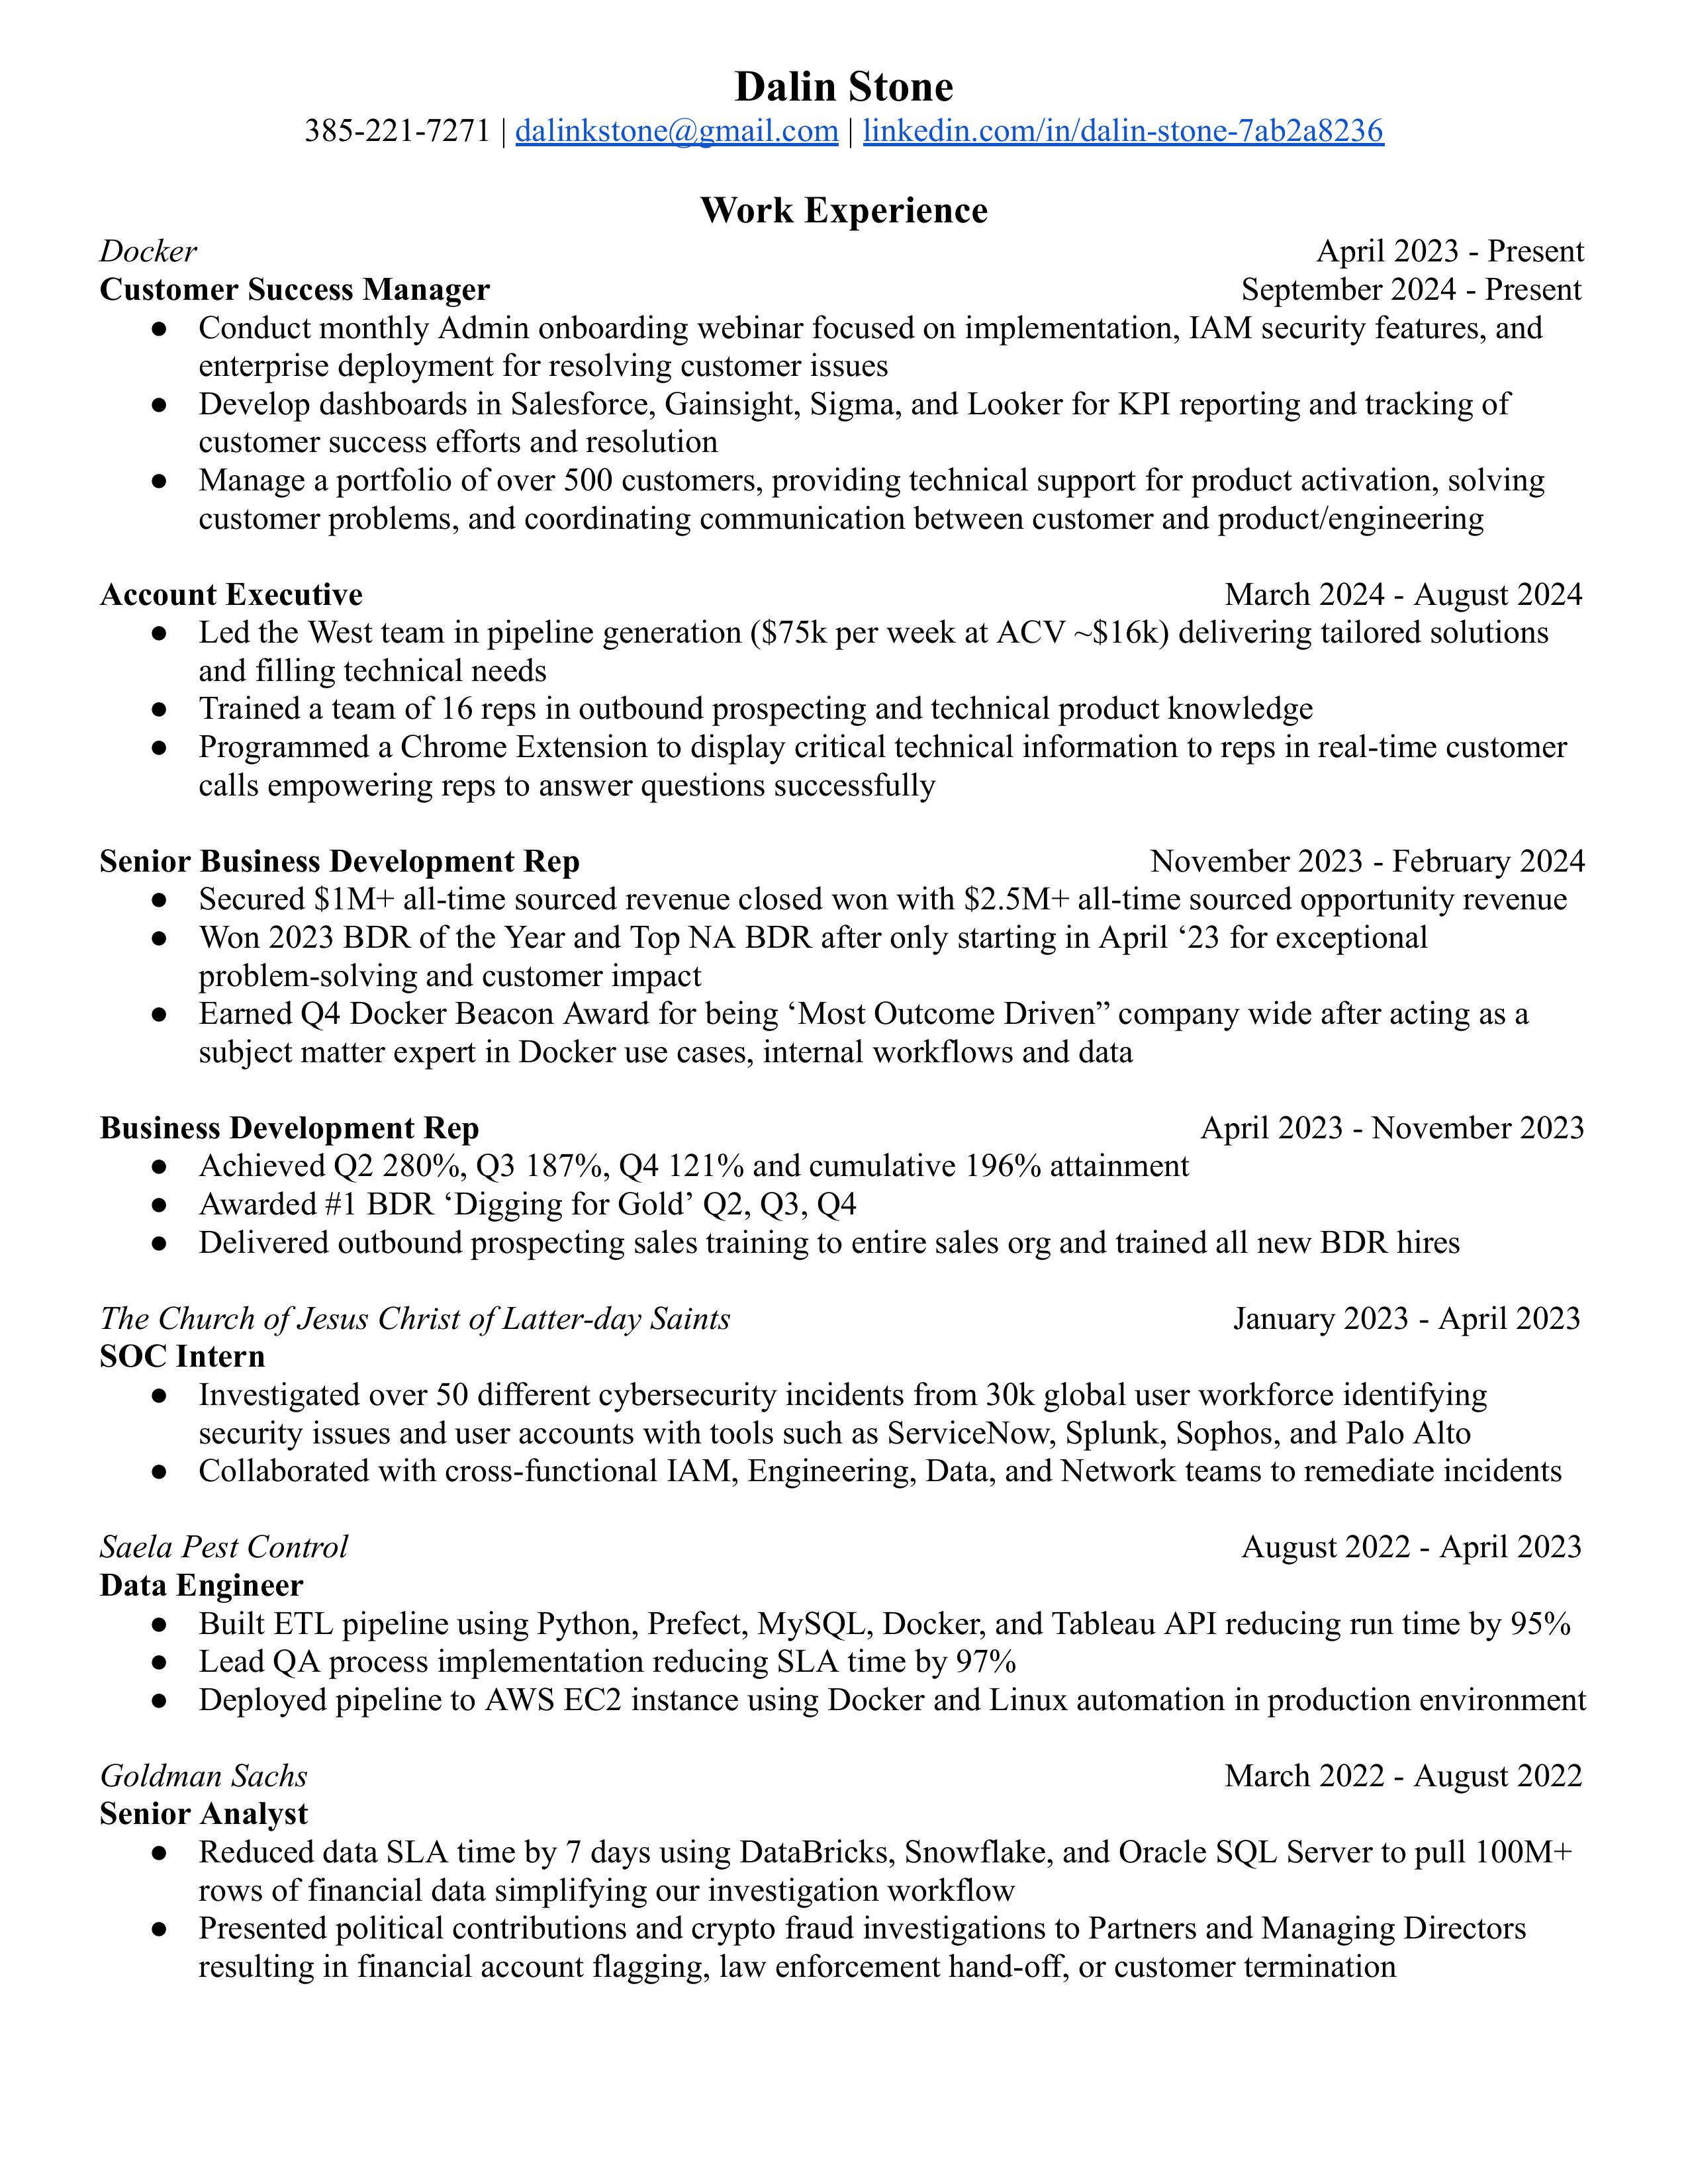 Dalin Stone
385-221-7271 | dalinkstone@gmail.com | linkedin.com/in/dalin-stone-7ab2a8236
Work Experience
Docker April 2023 - Present
Customer Success Manager September 2024 - Present
● Conduct monthly Admin onboarding webinar focused on implementation, IAM security features, and
enterprise deployment for resolving customer issues
● Develop dashboards in Salesforce, Gainsight, Sigma, and Looker for KPI reporting and tracking of
customer success efforts and resolution
● Manage a portfolio of over 500 customers, providing technical support for product activation, solving
customer problems, and coordinating communication between customer and product/engineering
Account Executive March 2024 - August 2024
● Led the West team in pipeline generation ($75k per week at ACV ~$16k) delivering tailored solutions
and filling technical needs
● Trained a team of 16 reps in outbound prospecting and technical product knowledge
● Programmed a Chrome Extension to display critical technical information to reps in real-time customer
calls empowering reps to answer questions successfully
Senior Business Development Rep November 2023 - February 2024
● Secured $1M+ all-time sourced revenue closed won with $2.5M+ all-time sourced opportunity revenue
● Won 2023 BDR of the Year and Top NA BDR after only starting in April ‘23 for exceptional
problem-solving and customer impact
● Earned Q4 Docker Beacon Award for being ‘Most Outcome Driven” company wide after acting as a
subject matter expert in Docker use cases, internal workflows and data
Business Development Rep April 2023 - November 2023
● Achieved Q2 280%, Q3 187%, Q4 121% and cumulative 196% attainment
● Awarded #1 BDR ‘Digging for Gold’ Q2, Q3, Q4
● Delivered outbound prospecting sales training to entire sales org and trained all new BDR hires
The Church of Jesus Christ of Latter-day Saints January 2023 - April 2023
SOC Intern
● Investigated over 50 different cybersecurity incidents from 30k global user workforce identifying
security issues and user accounts with tools such as ServiceNow, Splunk, Sophos, and Palo Alto
● Collaborated with cross-functional IAM, Engineering, Data, and Network teams to remediate incidents
Saela Pest Control August 2022 - April 2023
Data Engineer
● Built ETL pipeline using Python, Prefect, MySQL, Docker, and Tableau API reducing run time by 95%
● Lead QA process implementation reducing SLA time by 97%
● Deployed pipeline to AWS EC2 instance using Docker and Linux automation in production environment
Goldman Sachs March 2022 - August 2022
Senior Analyst
● Reduced data SLA time by 7 days using DataBricks, Snowflake, and Oracle SQL Server to pull 100M+
rows of financial data simplifying our investigation workflow
● Presented political contributions and crypto fraud investigations to Partners and Managing Directors
resulting in financial account flagging, law enforcement hand-off, or customer termination